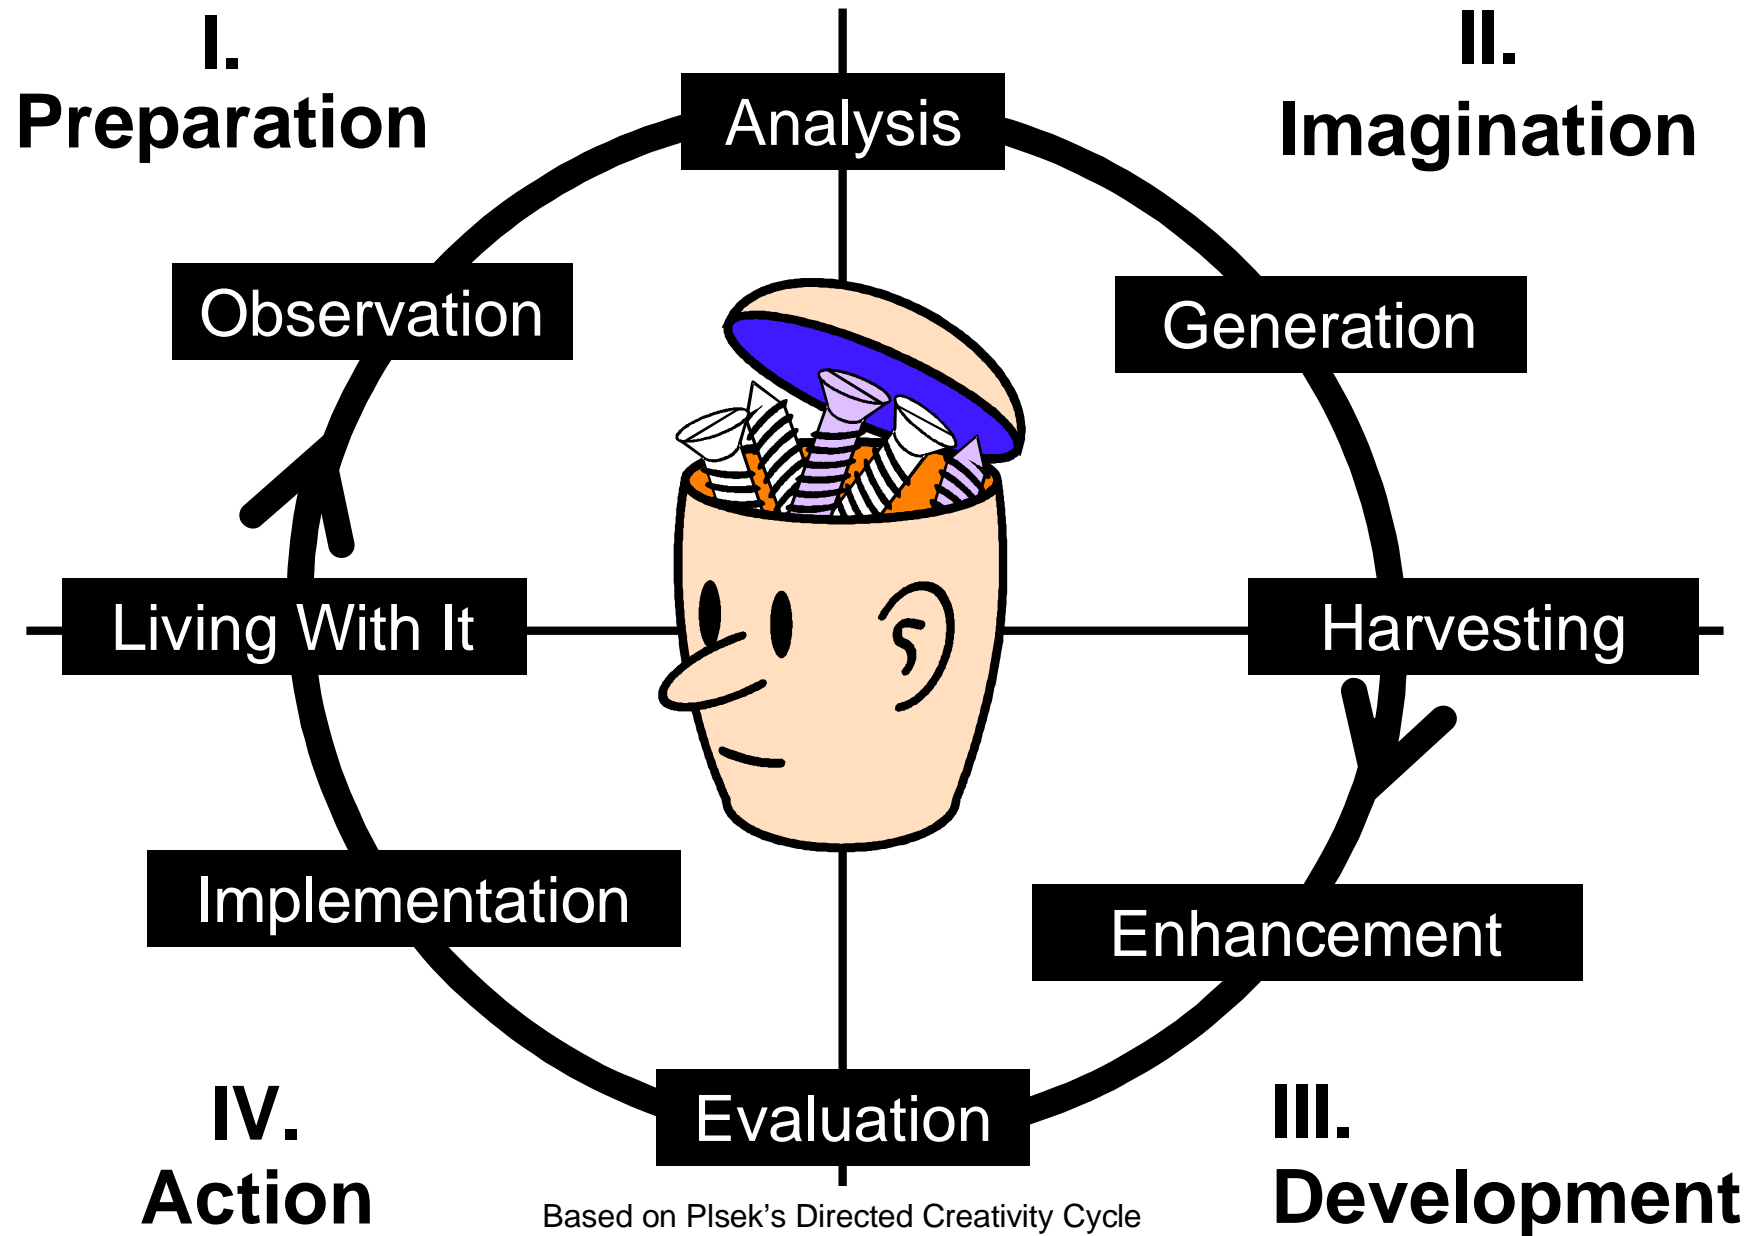 I.
Preparation
II.
Imagination
Analysis
Observation
Generation
Living With It
Harvesting
Implementation
Enhancement
Evaluation
IV.
Action
III.
Development
Based on Plsek’s Directed Creativity Cycle